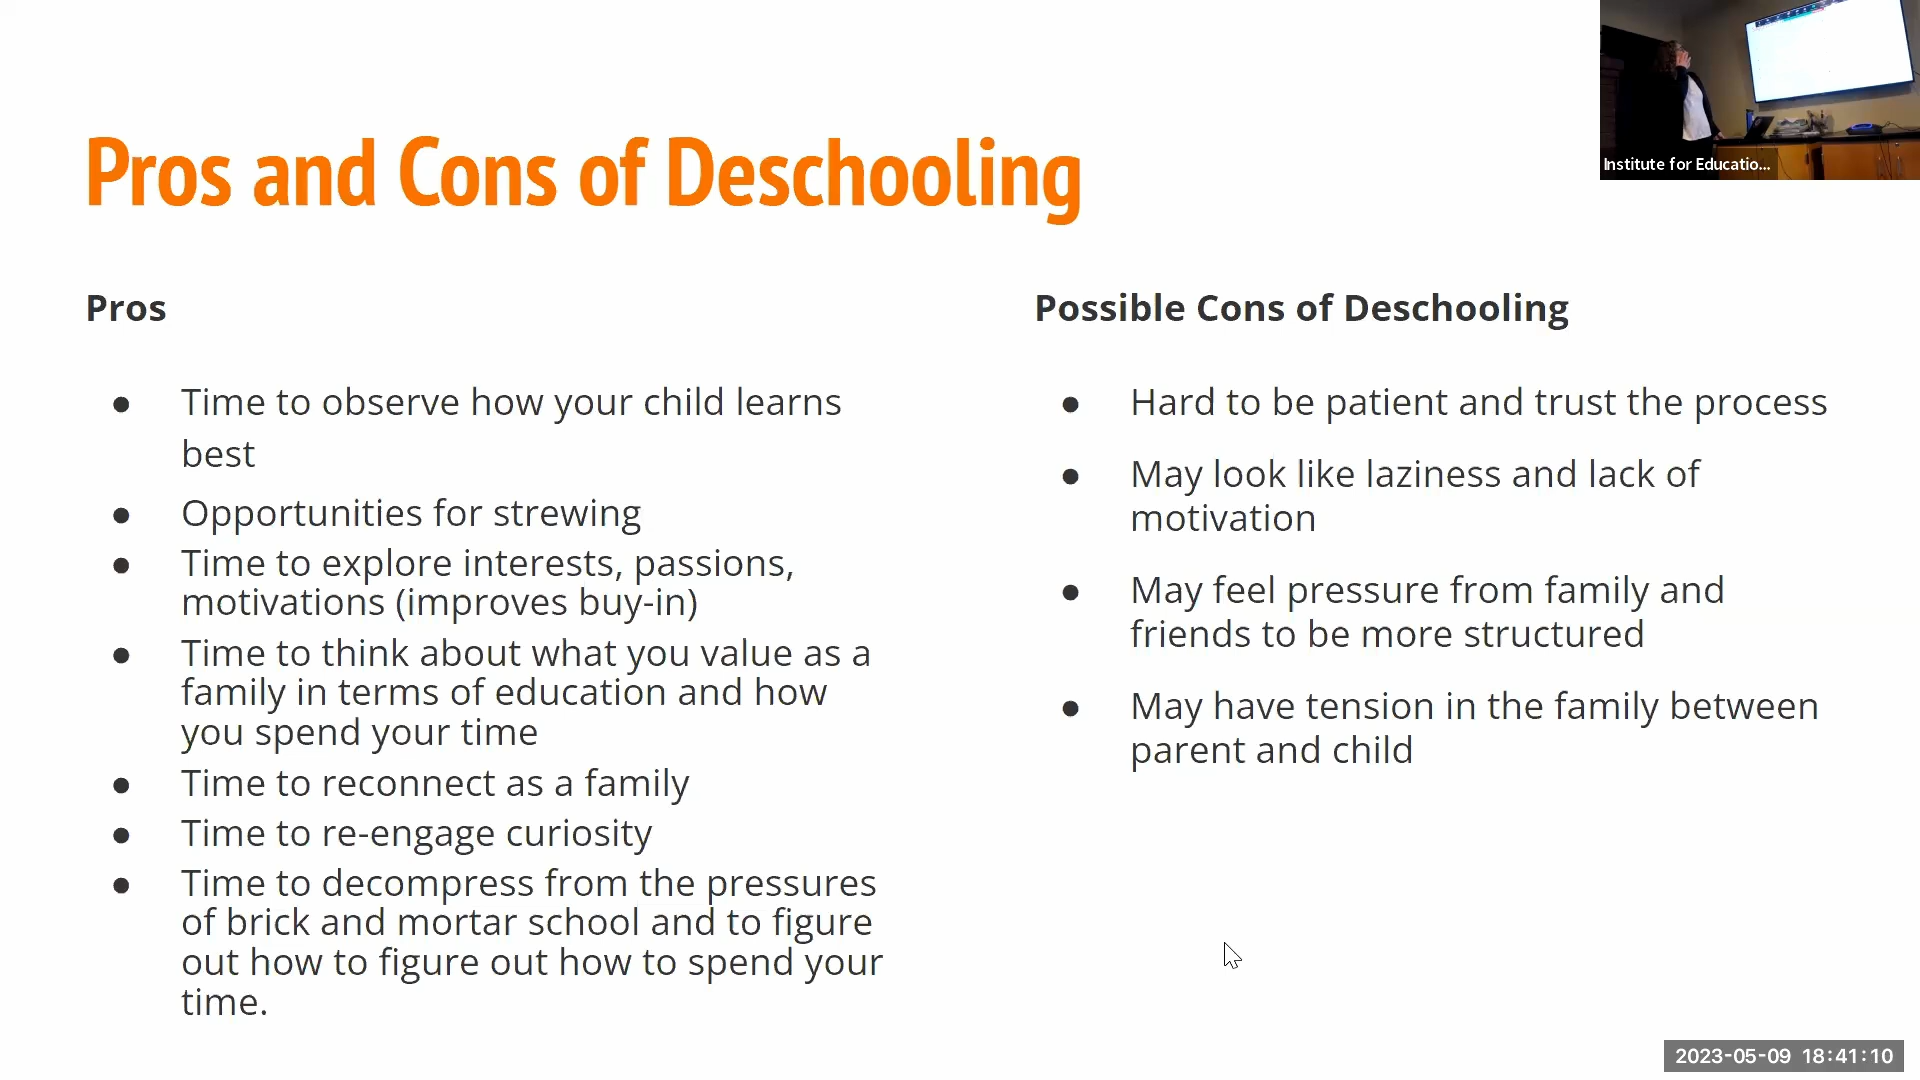 Pros and Cons of Deschooling
Pros
● Time to observe how your child learns
best
● Opportunities for strewing
● Time to explore interests, passions,
motivations (improves buy-in)
● Time to think about what you value as a
family in terms of education and how
you spend your time
● Time to reconnect as a family
● Time to re-engage curiosity
● Time to decompress from the pressures
of brick and mortar school and to figure
out how to figure out how to spend your
time.
Possible Cons of Deschooling
● Hard to be patient and trust the process
● May look like laziness and lack of
motivation
● May feel pressure from family and
friends to be more structured
● May have tension in the family between
parent and child
Institute for Educatio...
2023-05-09 18:41:10